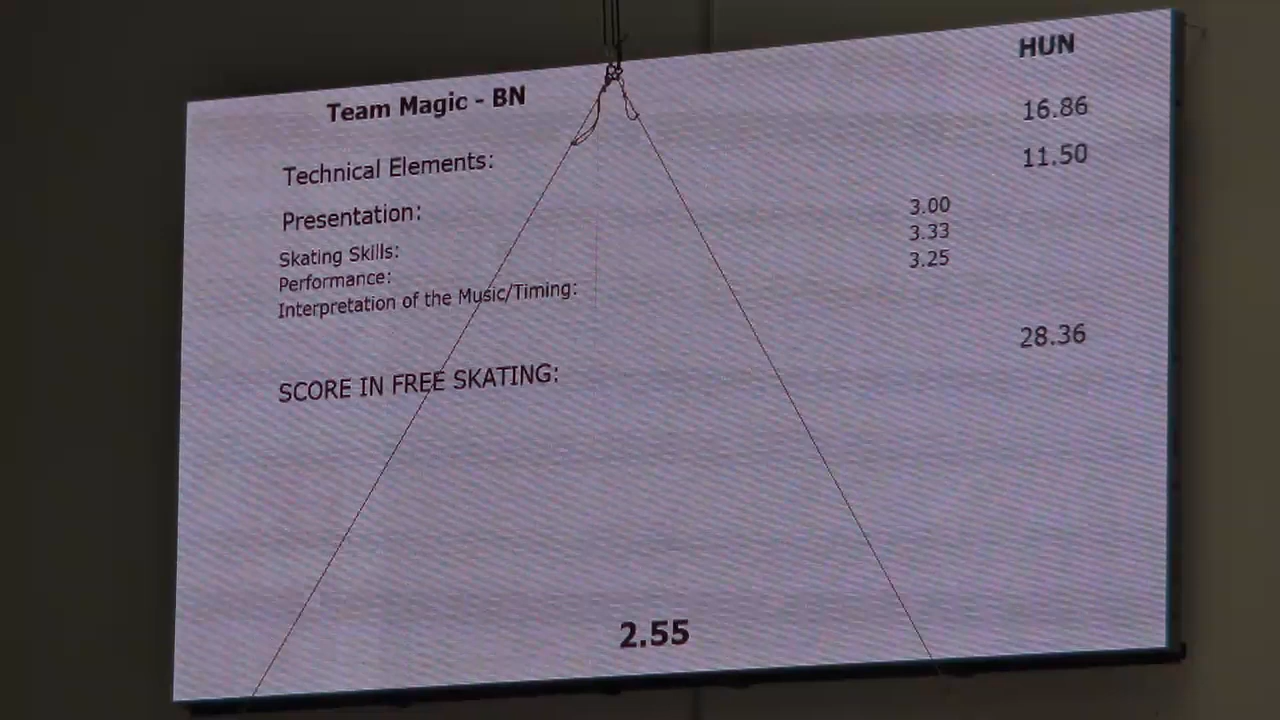 Team Magic - BN HUN
Technical Elements: 16.86
Presentation: 11.50
Skating Skills: 3.00
Performance: 3.33
Interpretation of the Music/Timing: 3.25
SCORE IN FREE SKATING: 28.36
2.55